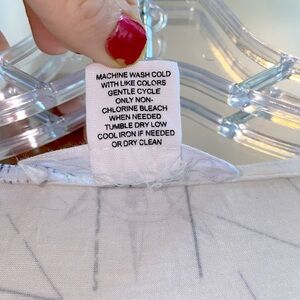 MACHINE WASH COLD
WITH LIKE COLORS
GENTLE CYCLE
ONLY NON-
CHLORINE BLEACH
WHEN NEEDED
TUMBLE DRY LOW
COOL IRON IF NEEDED
OR DRY CLEAN